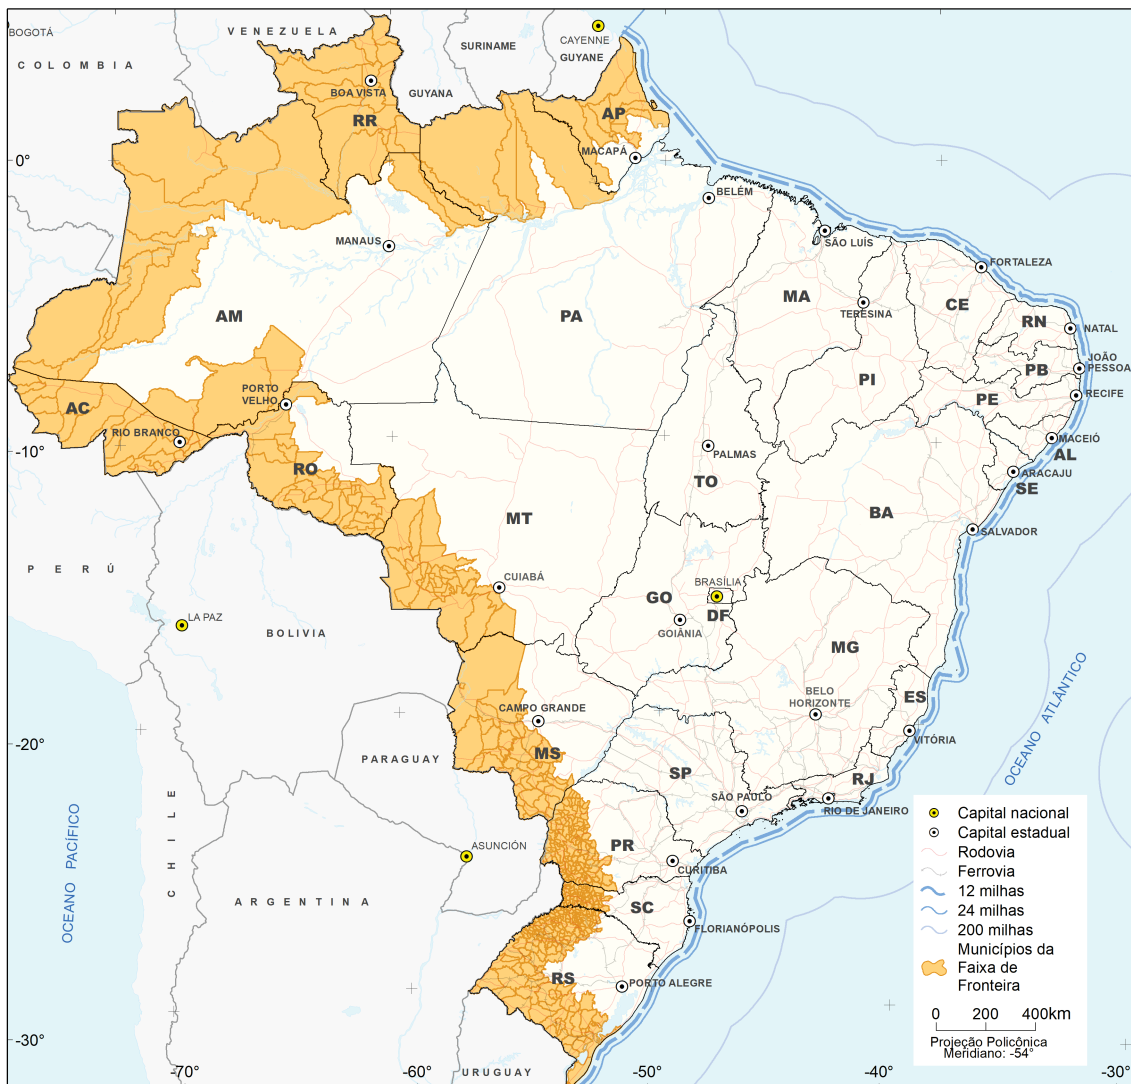 BOGOTÁ
VENEZUELA
CAYENNE
COLOMBIA
SURINAME
GUYANE
BOA VISTA
GUYANA
RR
AP
MACAPÁ
0°
BELÉM
MANAUS
SÃO LUÍS
FORTALEZA
AM
PA
MA
TERESINA
CE
RN
NATAL
JOÃO
PESSOA
PB
PI
PORTO
VELHO
AC
PE
RECIFE
RIO BRANCO
MACEIÓ
-10°
PALMAS
AL
RO
TO
ARACAJU
SE
MT
BA
SALVADOR
PERÚ
CUIABÁ
BRASÍLIA
GO
DF
LA PAZ
GOIÂNIA
BOLIVIA
MG
BELO
HORIZONTE
ES
CAMPO GRANDE
VITÓRIA
-20°
MS
PARAGUAY
SP
RJ
SÃO PAULO
RIO DE JANEIRO
OCEANO ATLÂNTICO
OCEANO PACÍFICO
CHILE
ASUNCIÓN
PR
CURITIBA
ARGENTINA
SC
FLORIANÓPOLIS
RS
PORTO ALEGRE
-30°
URUGUAY
-70°
-60°
-50°
-40°
-30°
Capital nacional
Capital estadual
Rodovia
Ferrovia
12 milhas
24 milhas
200 milhas
Municípios da
Faixa de
Fronteira
0 200 400km
Projeção Policônica
Meridiano: -54°